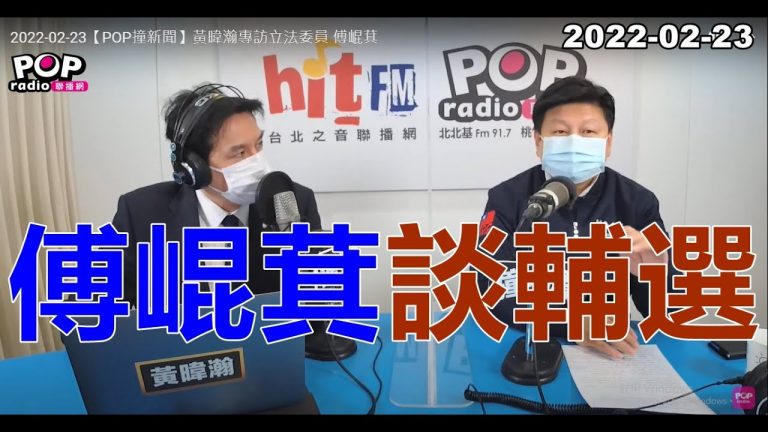 2022-02-23【POP撞新聞】黃暐瀚專訪立法委員 傅崐萁
2022-02-23
POP
radio 聯播網
hit FM
台北之音聯播網
POP
radio
北北基 Fm 91.7 桃
傅崐萁談輔選
黃暐瀚
POP